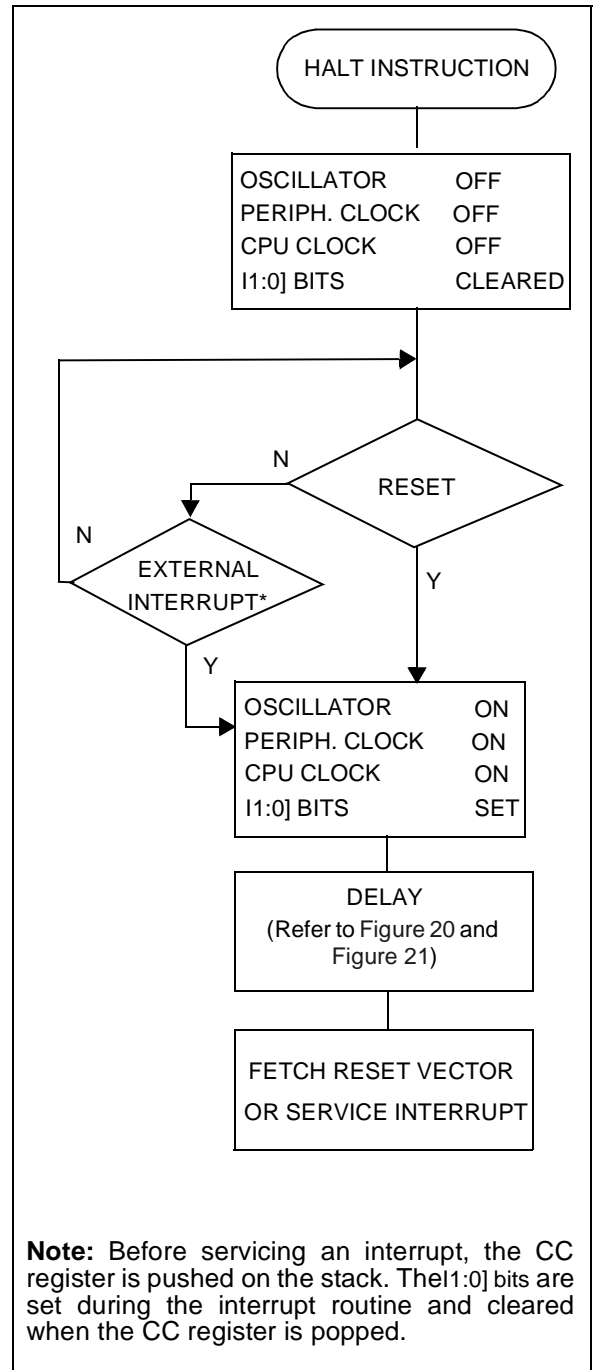 HALT INSTRUCTION
OSCILLATOR OFF
PERIPH. CLOCK OFF
CPU CLOCK OFF
I1:0] BITS CLEARED
N
RESET
N
EXTERNAL
INTERRUPT*
Y
Y
OSCILLATOR ON
PERIPH. CLOCK ON
CPU CLOCK ON
I1:0] BITS SET
DELAY
(Refer to Figure 20 and
Figure 21)
FETCH RESET VECTOR
OR SERVICE INTERRUPT
Note: Before servicing an interrupt, the CC
register is pushed on the stack. TheI1:0] bits are
set during the interrupt routine and cleared
when the CC register is popped.